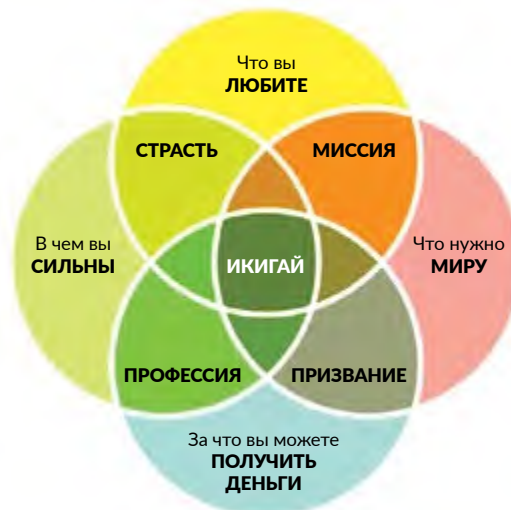 Что вы
ЛЮБИТЕ
СТРАСТЬ
МИССИЯ
В чем вы
СИЛЬНЫ
ИКИГАЙ
Что нужно
МИРУ
ПРОФЕССИЯ
ПРИЗВАНИЕ
За что вы можете
ПОЛУЧИТЬ
ДЕНЬГИ